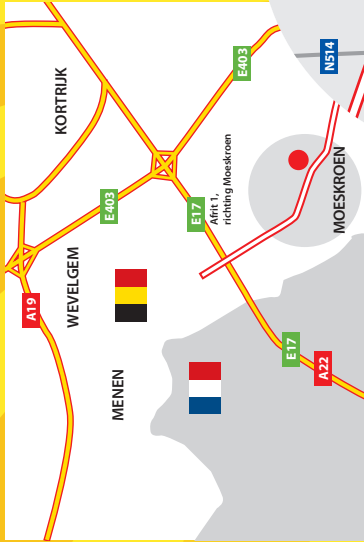 KORTRIJK
E403
N514
E403
A19
WEVELGEM
E17
Afrit 1,
richting Moeskroen
MOESKROEN
MENEN
E17
A22